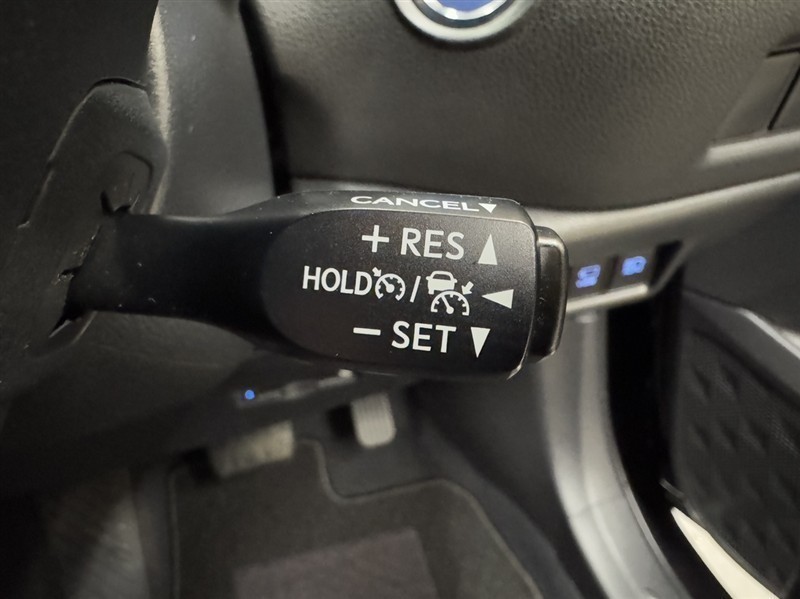 CANCEL▼
+ RES ▲
HOLD / ◀
− SET ▼